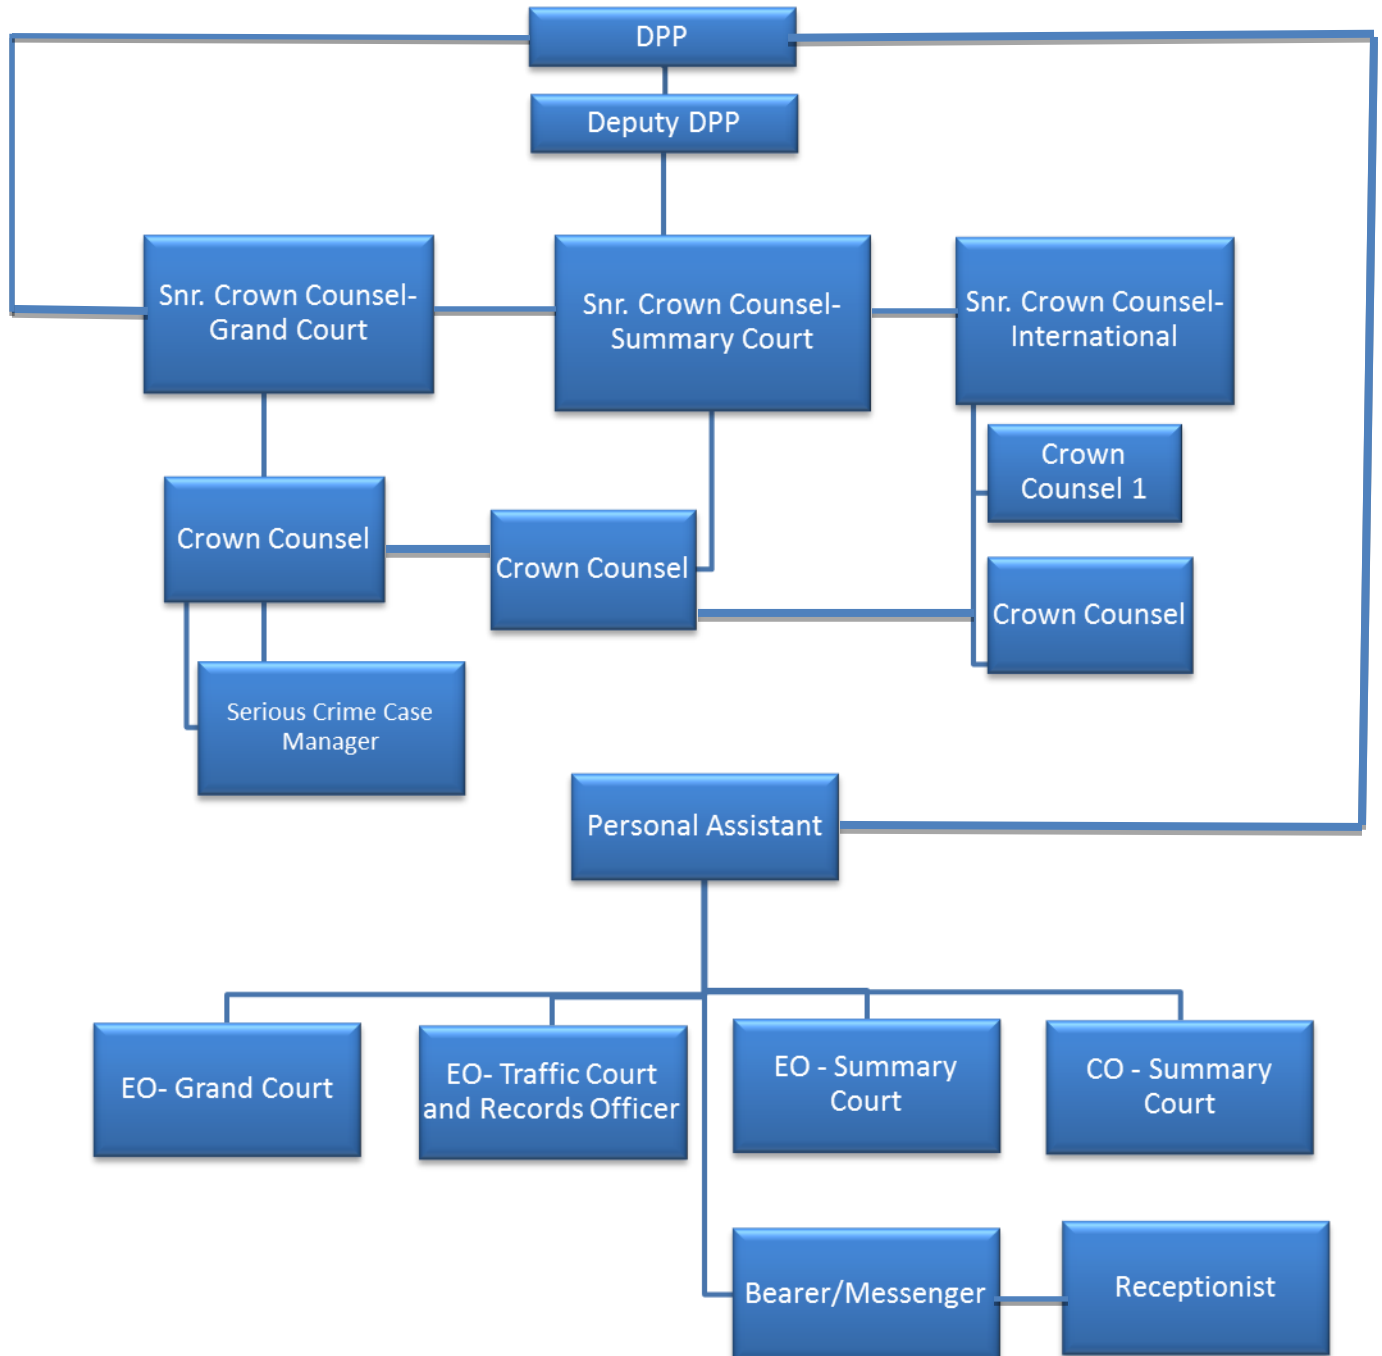 DPP
Deputy DPP
Snr. Crown Counsel-
Grand Court
Snr. Crown Counsel-
Summary Court
Snr. Crown Counsel-
International
Crown
Counsel 1
Crown Counsel
Crown Counsel
Crown Counsel
Serious Crime Case
Manager
Personal Assistant
EO- Grand Court
EO- Traffic Court
and Records Officer
EO - Summary
Court
CO - Summary
Court
Bearer/Messenger
Receptionist